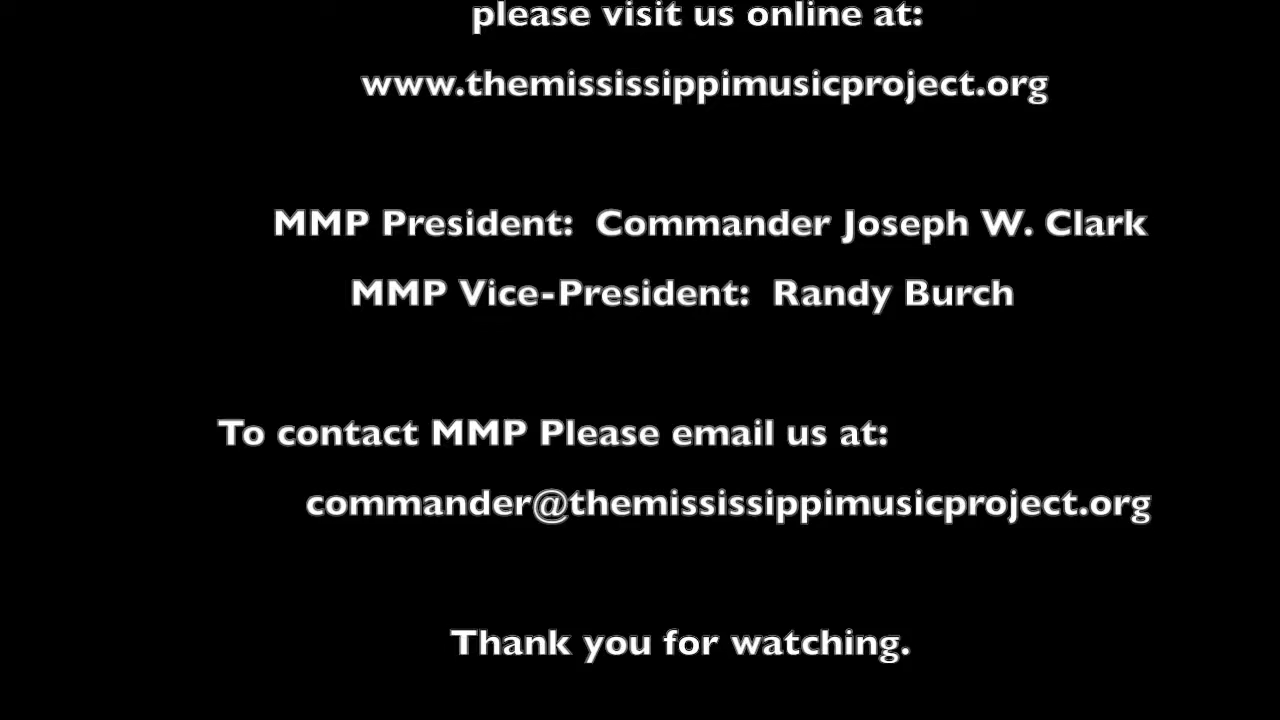 please visit us online at:
www.themississippimusicproject.org
MMP President:  Commander Joseph W. Clark
MMP Vice-President:  Randy Burch
To contact MMP Please email us at:
commander@themississippimusicproject.org
Thank you for watching.